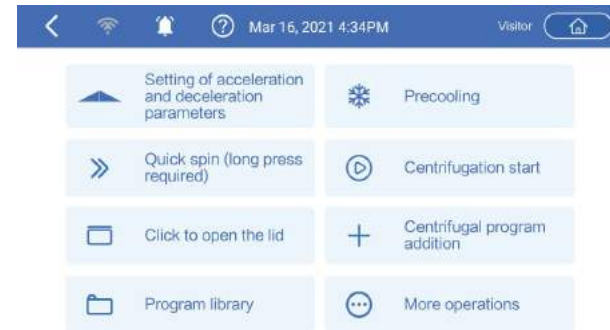 Mar 16, 2021 4:34PM
Visitor
Setting of acceleration
and deceleration
parameters
Precooling
Quick spin (long press
required)
Centrifugation start
Click to open the lid
Centrifugal program
addition
Program library
More operations